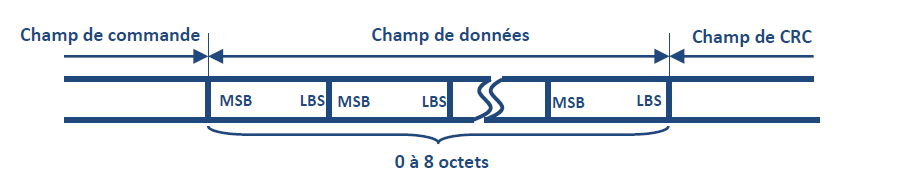 Champ de commande Champ de données Champ de CRC
MSB LBS MSB LBS MSB LBS
0 à 8 octets